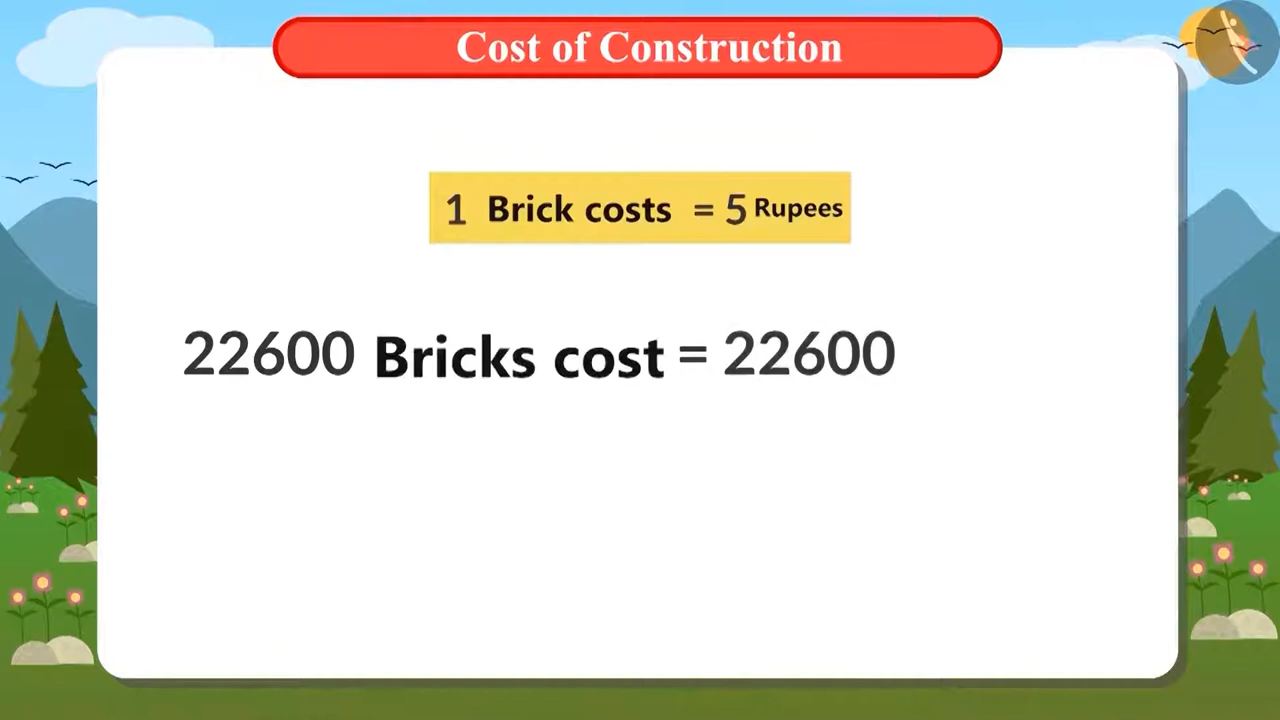 Cost of Construction
1 Brick costs = 5 Rupees
22600 Bricks cost = 22600